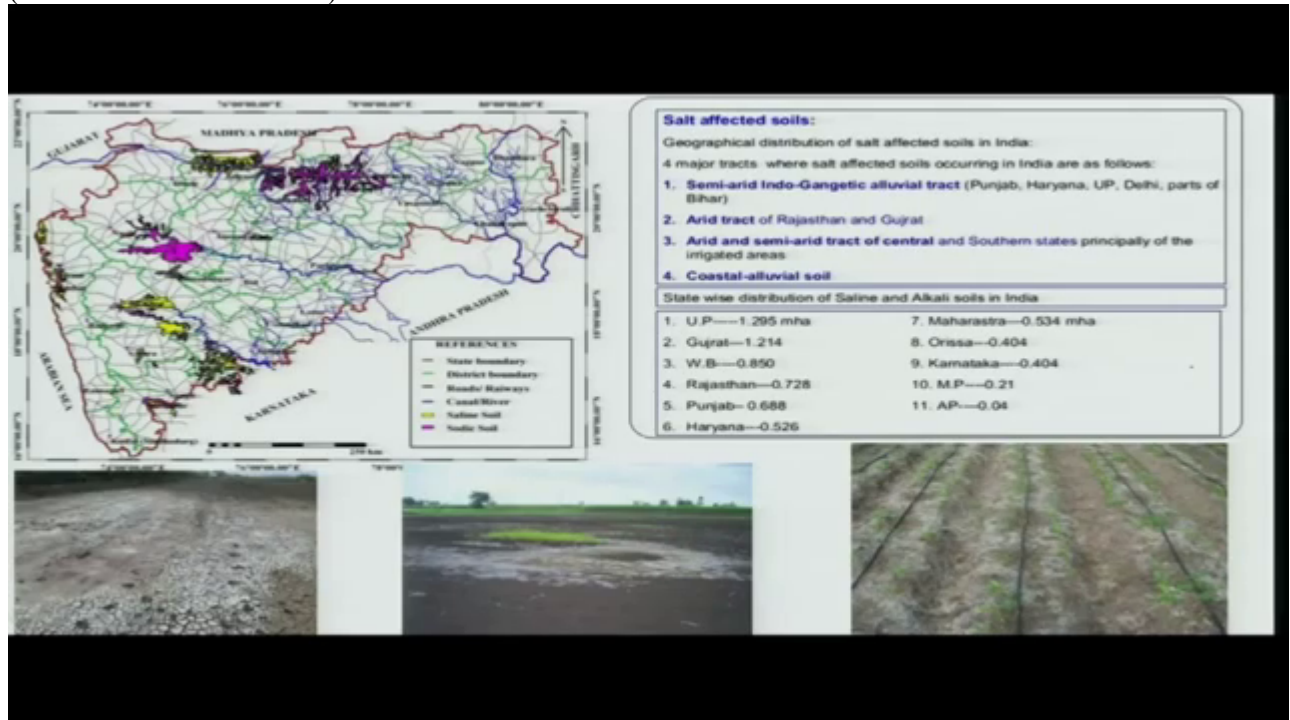 GUJARAT
MADHYA PRADESH
CHHATTISGARH
ANDHRA PRADESH
KARNATAKA
ARABIAN SEA
REFERENCES
State boundary
District boundary
Roads/ Railways
Canal/River
Saline Soil
Sodic Soil
0 250 km
Salt affected soils:
Geographical distribution of salt affected soils in India:
4 major tracts where salt affected soils occurring in India are as follows:
1. Semi-arid Indo-Gangetic alluvial tract (Punjab, Haryana, UP, Delhi, parts of
Bihar)
2. Arid tract of Rajasthan and Gujrat
3. Arid and semi-arid tract of central and Southern states principally of the
irrigated areas
4. Coastal-alluvial soil
State wise distribution of Saline and Alkali soils in India
1. U.P----1.295 mha
2. Gujrat---1.214
3. W.B---0.850
4. Rajasthan---0.728
5. Punjab-- 0.688
6. Haryana---0.526
7. Maharastra---0.534 mha
8. Orissa---0.404
9. Karnataka---0.404
10. M.P---0.21
11. AP----0.04